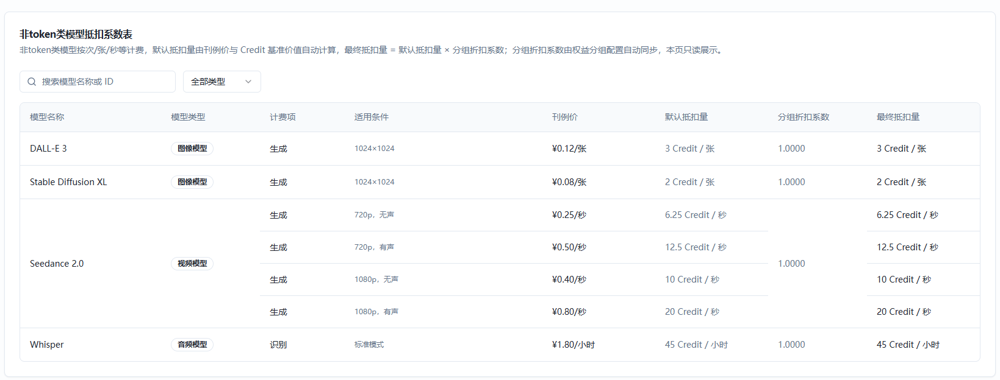 非token类模型抵扣系数表
非token类模型按次/张/秒等计费，默认抵扣量由刊例价与 Credit 基准价值自动计算，最终抵扣量 = 默认抵扣量 × 分组折扣系数；分组折扣系数由权益分组配置自动同步，本页只读展示。
搜索模型名称或 ID 全部类型
模型名称 模型类型 计费项 适用条件 刊例价 默认抵扣量 分组折扣系数 最终抵扣量
DALL-E 3 图像模型 生成 1024×1024 ¥0.12/张 3 Credit / 张 1.0000 3 Credit / 张
Stable Diffusion XL 图像模型 生成 1024×1024 ¥0.08/张 2 Credit / 张 1.0000 2 Credit / 张
生成 720p，无声 ¥0.25/秒 6.25 Credit / 秒 6.25 Credit / 秒
生成 720p，有声 ¥0.50/秒 12.5 Credit / 秒 12.5 Credit / 秒
Seedance 2.0 视频模型 1.0000
生成 1080p，无声 ¥0.40/秒 10 Credit / 秒 10 Credit / 秒
生成 1080p，有声 ¥0.80/秒 20 Credit / 秒 20 Credit / 秒
Whisper 音频模型 识别 标准模式 ¥1.80/小时 45 Credit / 小时 1.0000 45 Credit / 小时